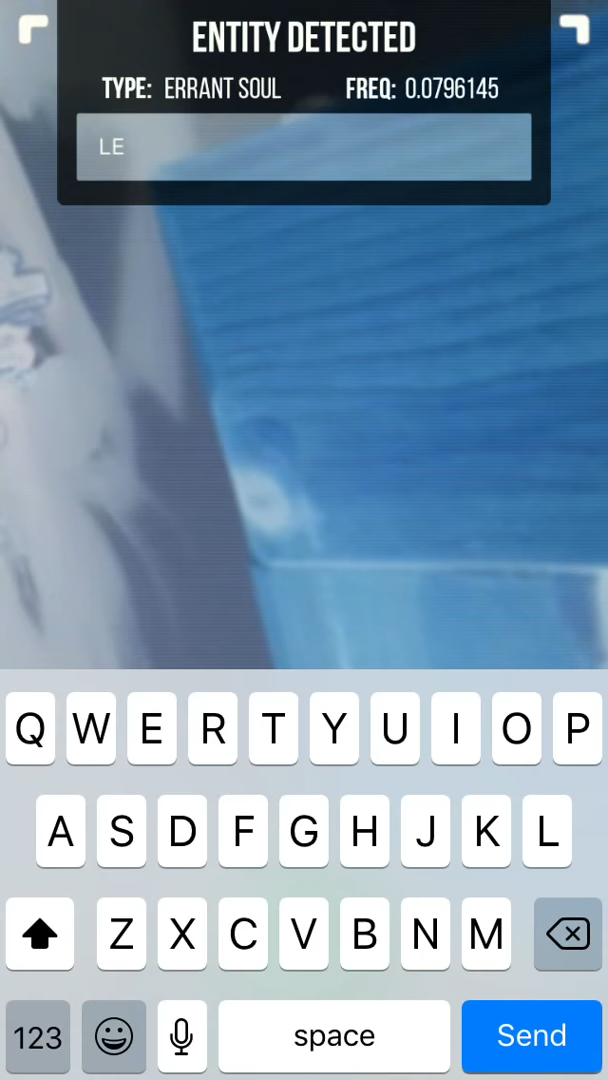 ENTITY DETECTED
TYPE: ERRANT SOUL FREQ: 0.0796145
LE
Q W E R T Y U I O P
A S D F G H J K L
Z X C V B N M
123 space Send